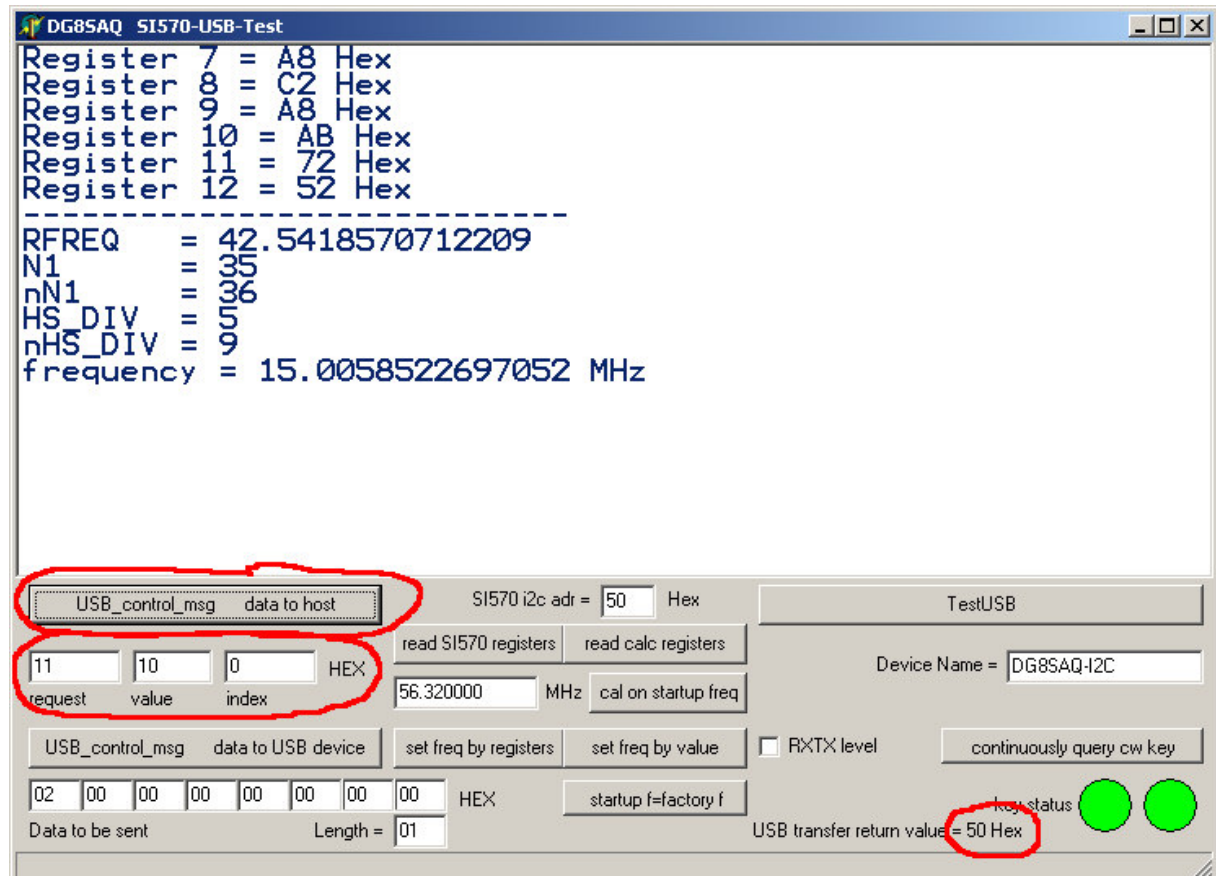 DG8SAQ SI570-USB-Test
Register 7 = A8 Hex
Register 8 = C2 Hex
Register 9 = A8 Hex
Register 10 = AB Hex
Register 11 = 72 Hex
Register 12 = 52 Hex
------------------------------
RFREQ = 42.5418570712209
N1 = 35
nN1 = 36
HS_DIV = 5
nHS_DIV = 9
frequency = 15.0058522697052 MHz
USB_control_msg data to host
SI570 i2c adr = 50 Hex
TestUSB
read SI570 registers
read calc registers
11 10 0 HEX
request value index
Device Name = DG8SAQ-I2C
56.320000 MHz
cal on startup freq
USB_control_msg data to USB device
set freq by registers
set freq by value
RXTX level
continuously query cw key
02 00 00 00 00 00 00 00 HEX
startup f=factory f
key status
Data to be sent
Length = 01
USB transfer return value = 50 Hex